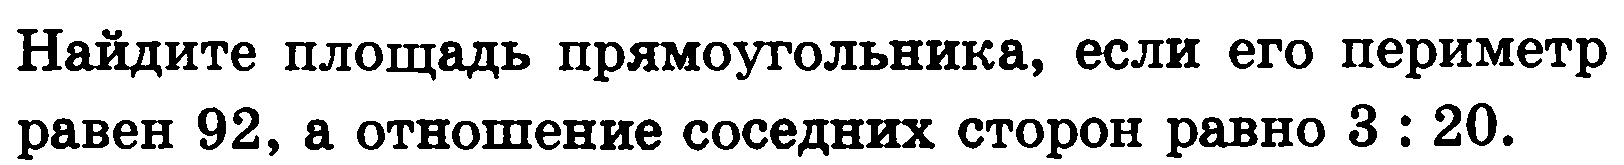 Найдите площадь прямоугольника, если его периметр
равен 92, а отношение соседних сторон равно 3 : 20.